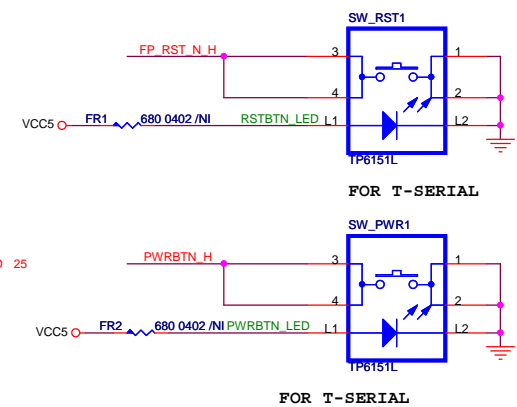 SW_RST1
FP_RST_N_H 3 1
4 2
VCC5 FR1 680 0402 /NI RSTBTN_LED L1 L2
TP6151L
FOR T-SERIAL
SW_PWR1
25 PWRBTN_H 3 1
4 2
VCC5 FR2 680 0402 /NI PWRBTN_LED L1 L2
TP6151L
FOR T-SERIAL